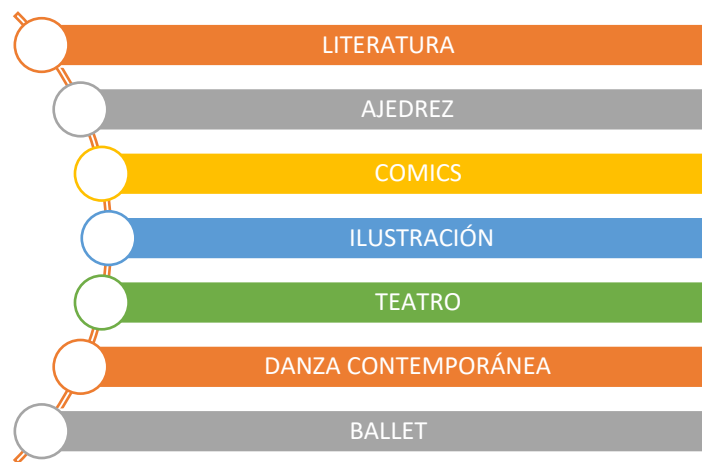 LITERATURA
AJEDREZ
COMICS
ILUSTRACIÓN
TEATRO
DANZA CONTEMPORÁNEA
BALLET